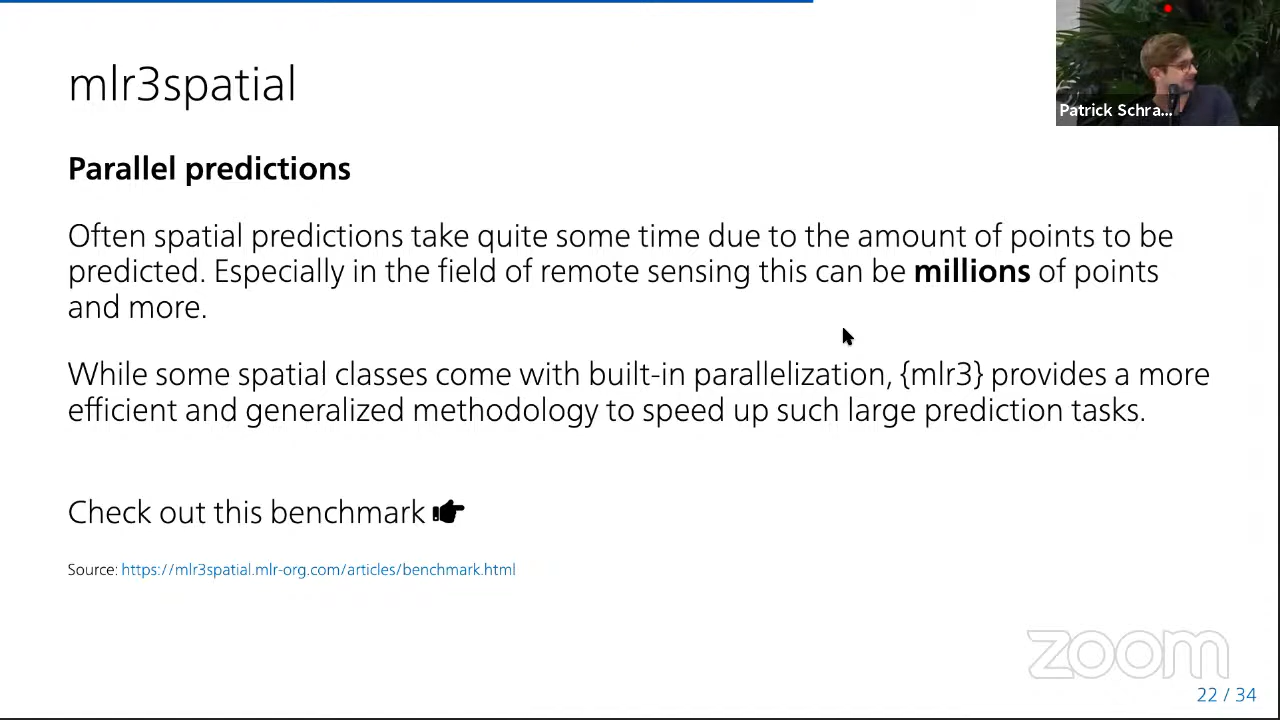 mlr3spatial
Patrick Schra...
Parallel predictions
Often spatial predictions take quite some time due to the amount of points to be
predicted. Especially in the field of remote sensing this can be millions of points
and more.
While some spatial classes come with built-in parallelization, {mlr3} provides a more
efficient and generalized methodology to speed up such large prediction tasks.
Check out this benchmark
Source: https://mlr3spatial.mlr-org.com/articles/benchmark.html
zoom
22 / 34